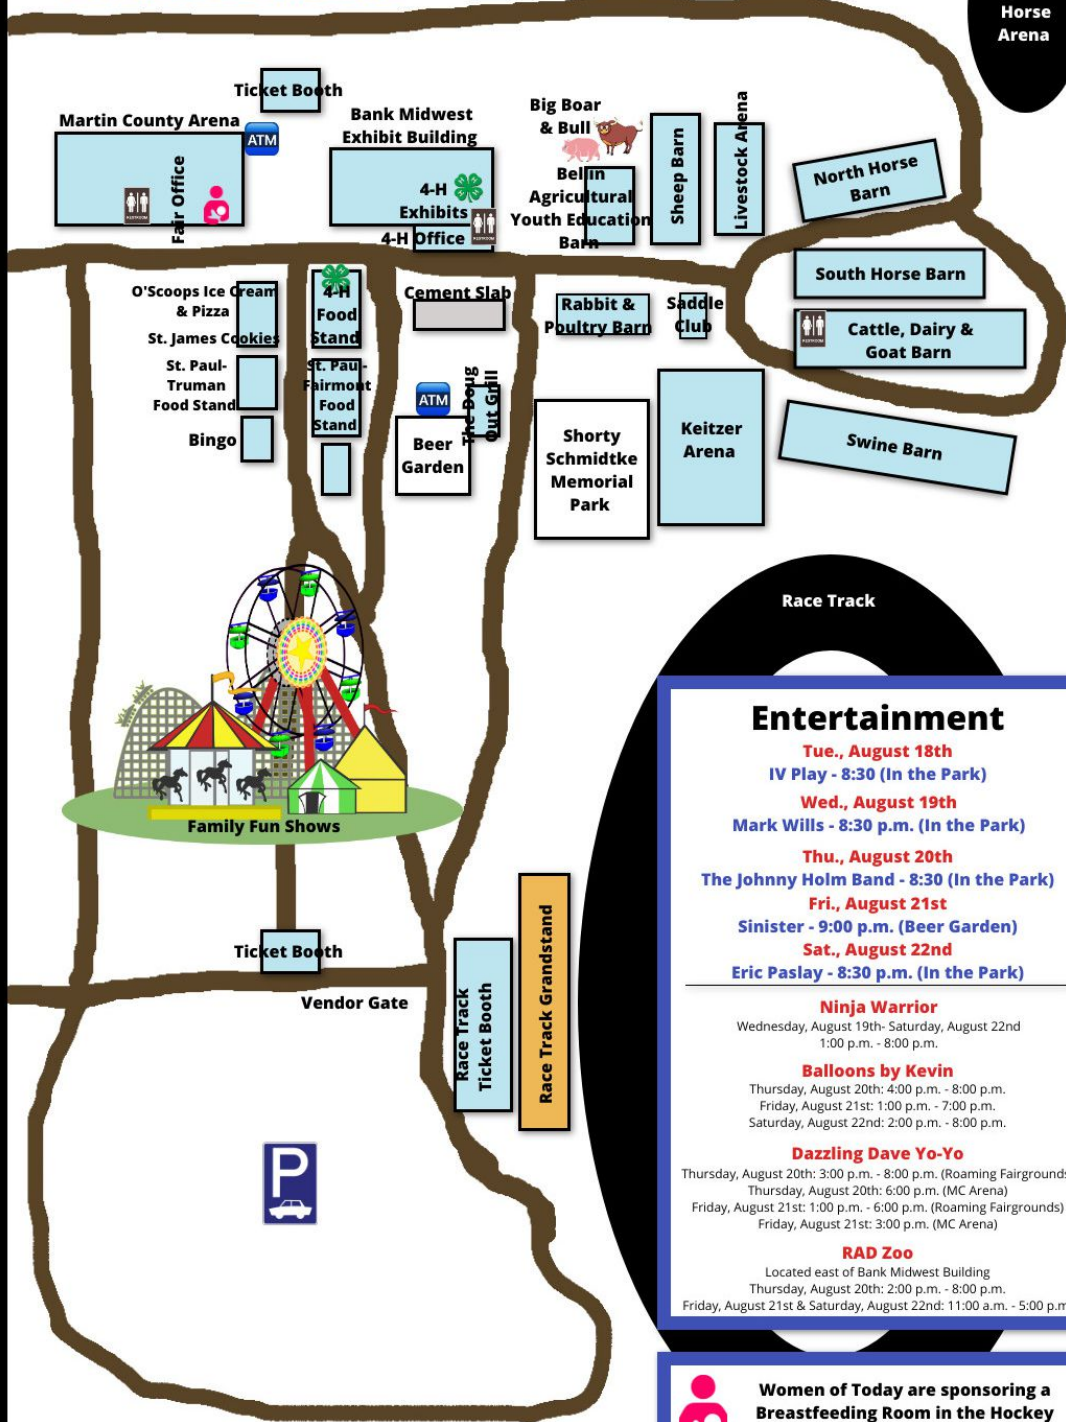 Horse
Arena
Ticket Booth
Martin County Arena
ATM
Fair Office
RESTROOM
Bank Midwest
Exhibit Building
4-H
Exhibits
RESTROOM
4-H Office
Big Boar
& Bull
Bellin
Agricultural
Youth Education
Barn
Sheep Barn
Livestock Arena
North Horse
Barn
South Horse Barn
RESTROOM
Cattle, Dairy &
Goat Barn
Swine Barn
O'Scoops Ice Cream
& Pizza
St. James Cookies
St. Paul-
Truman
Food Stand
Bingo
4-H
Food
Stand
St. Paul -
Fairmont
Food
Stand
Cement Slab
ATM
The Doug
Out Grill
Beer
Garden
Rabbit &
Poultry Barn
Saddle
Club
Shorty
Schmidtke
Memorial
Park
Keitzer
Arena
Race Track
Family Fun Shows
Ticket Booth
Vendor Gate
Race Track
Ticket Booth
Race Track Grandstand
P
Entertainment
Tue., August 18th
IV Play - 8:30 (In the Park)
Wed., August 19th
Mark Wills - 8:30 p.m. (In the Park)
Thu., August 20th
The Johnny Holm Band - 8:30 (In the Park)
Fri., August 21st
Sinister - 9:00 p.m. (Beer Garden)
Sat., August 22nd
Eric Paslay - 8:30 p.m. (In the Park)
Ninja Warrior
Wednesday, August 19th- Saturday, August 22nd
1:00 p.m. - 8:00 p.m.
Balloons by Kevin
Thursday, August 20th: 4:00 p.m. - 8:00 p.m.
Friday, August 21st: 1:00 p.m. - 7:00 p.m.
Saturday, August 22nd: 2:00 p.m. - 8:00 p.m.
Dazzling Dave Yo-Yo
Thursday, August 20th: 3:00 p.m. - 8:00 p.m. (Roaming Fairgrounds
Thursday, August 20th: 6:00 p.m. (MC Arena)
Friday, August 21st: 1:00 p.m. - 6:00 p.m. (Roaming Fairgrounds)
Friday, August 21st: 3:00 p.m. (MC Arena)
RAD Zoo
Located east of Bank Midwest Building
Thursday, August 20th: 2:00 p.m. - 8:00 p.m.
Friday, August 21st & Saturday, August 22nd: 11:00 a.m. - 5:00 p.m
Women of Today are sponsoring a
Breastfeeding Room in the Hockey